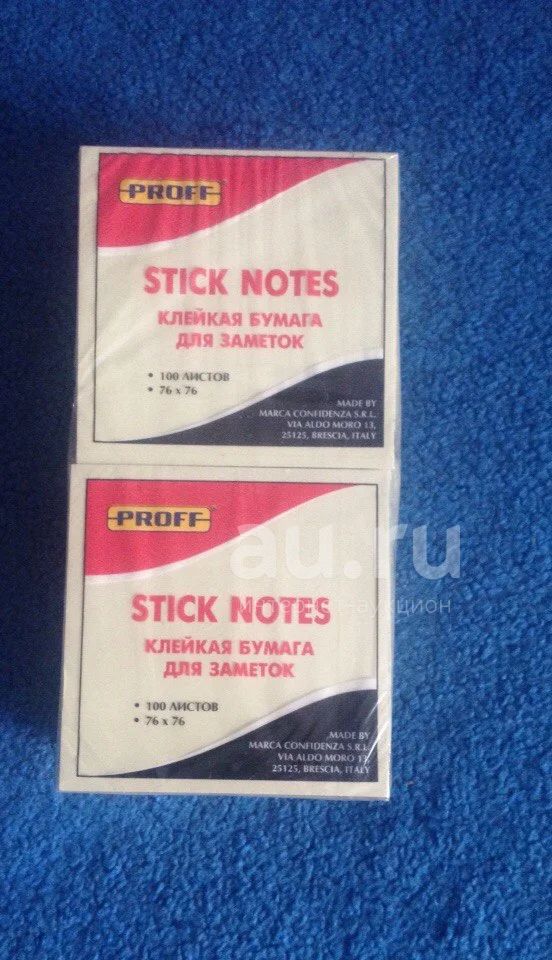 PROFF
STICK NOTES
КЛЕЙКАЯ БУМАГА
ДЛЯ ЗАМЕТОК
• 100 ЛИСТОВ
• 76 x 76
MADE BY
MARCA CONFIDENZA S.R.L.
VIA ALDO MORO 13,
25125, BRESCIA, ITALY
PROFF
au.ru
интернет-аукцион
STICK NOTES
КЛЕЙКАЯ БУМАГА
ДЛЯ ЗАМЕТОК
• 100 ЛИСТОВ
• 76 x 76
MADE BY
MARCA CONFIDENZA S.R.L.
VIA ALDO MORO 13,
25125, BRESCIA, ITALY